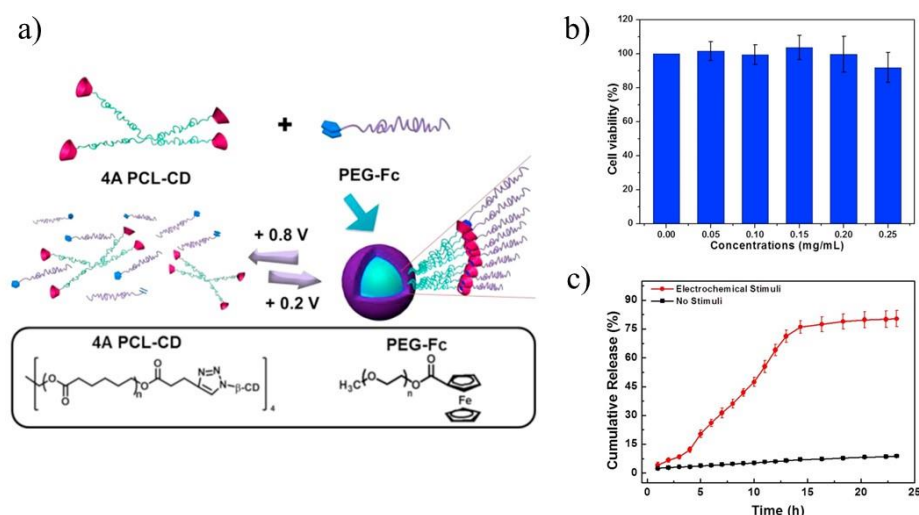 a)
+
4A PCL-CD
PEG-Fc
+ 0.8 V
+ 0.2 V
4A PCL-CD
PEG-Fc
O
O
n
O
O
N=N
N
β-CD
4
H₃C
O
n
O
O
Fe
b)
Cell viability (%)
120
100
80
60
40
20
0
0.00 0.05 0.10 0.15 0.20 0.25
Concentrations (mg/mL)
c)
Electrochemical Stimuli
No Stimuli
Cumulative Release (%)
90
75
60
45
30
15
0
0 5 10 15 20 25
Time (h)